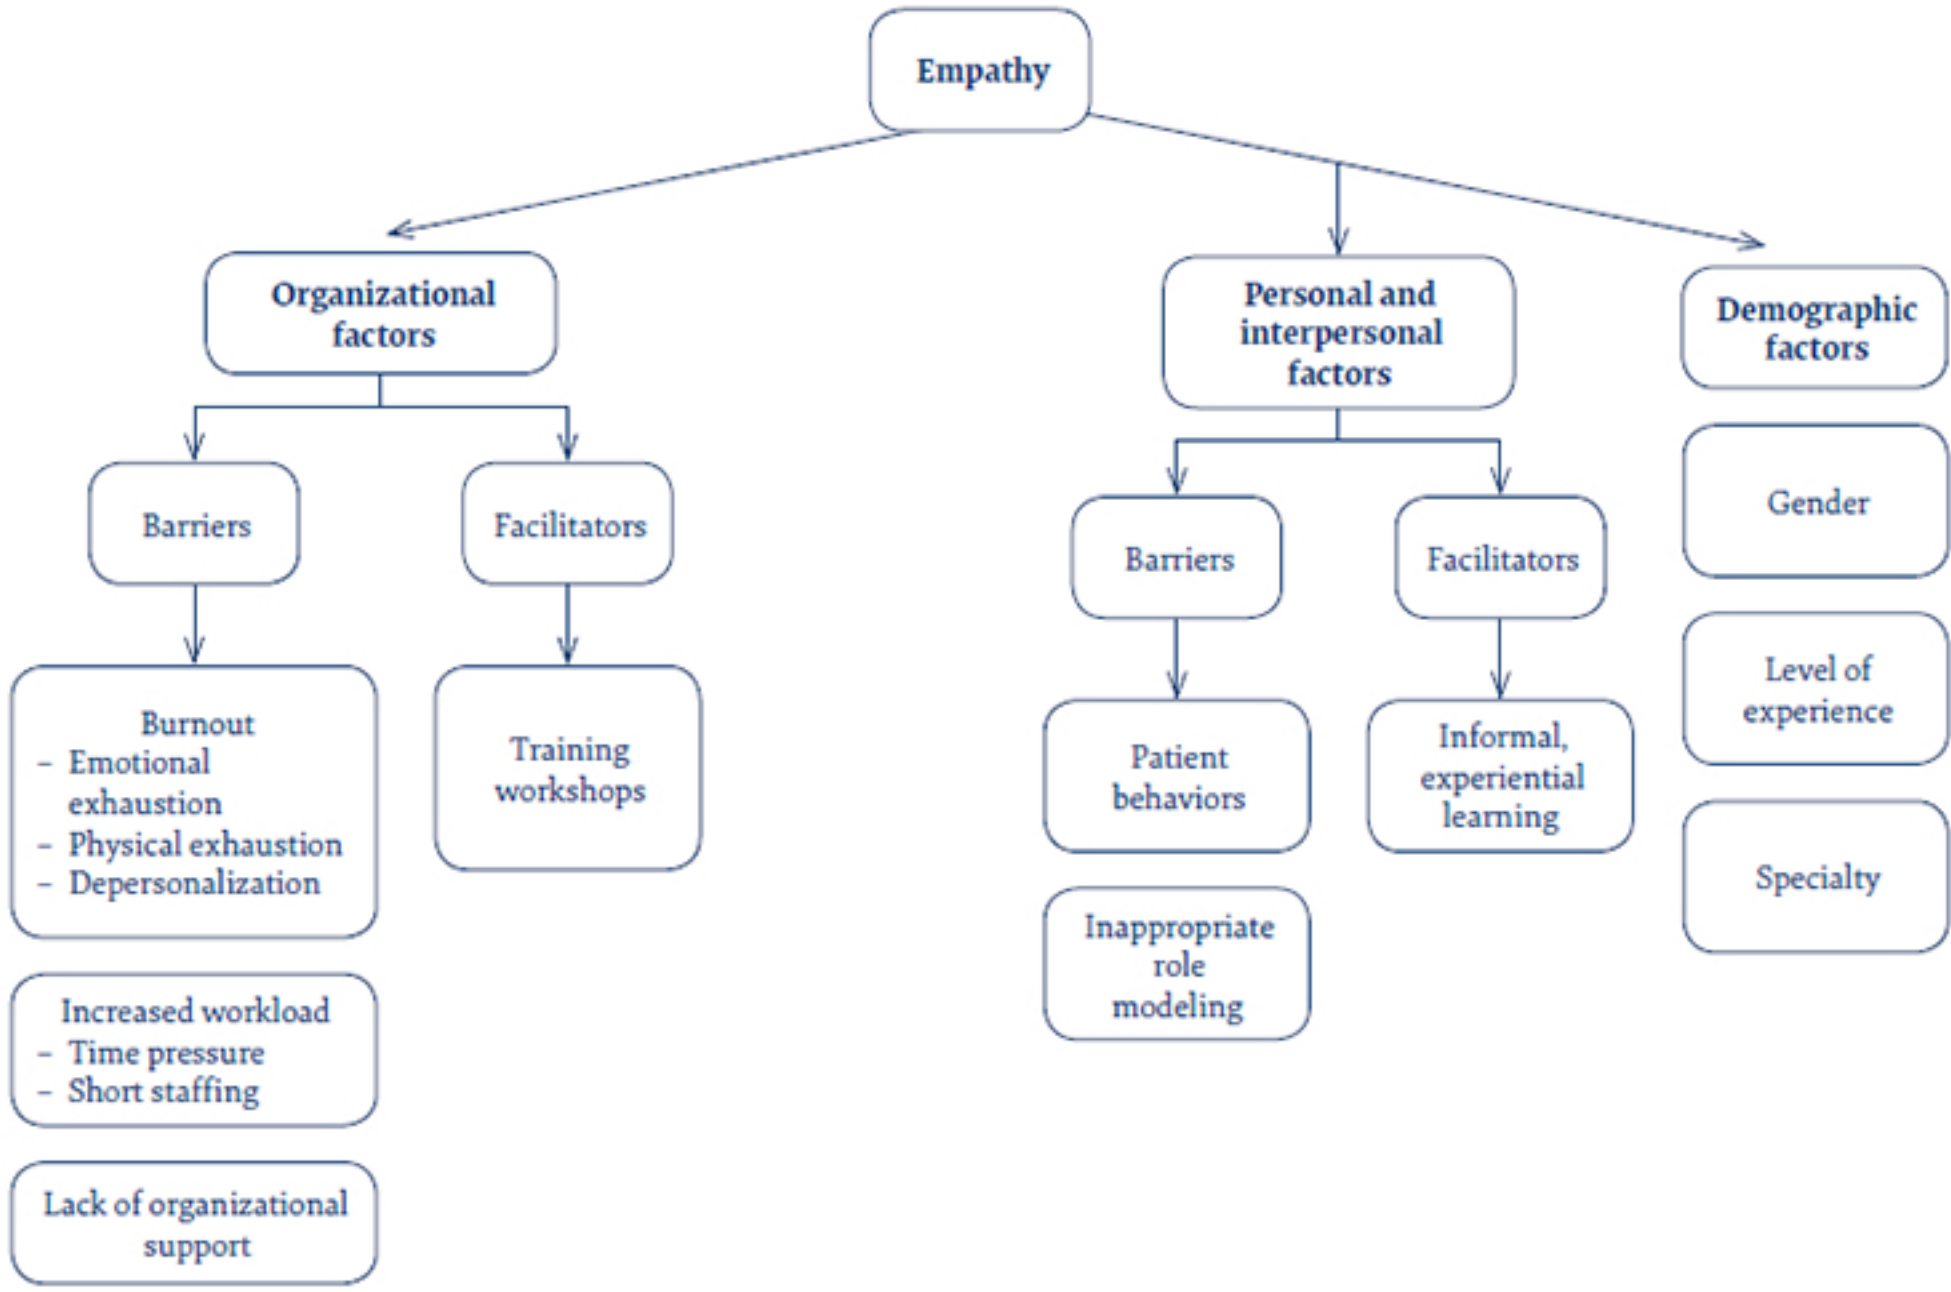 Empathy
Organizational
factors
Barriers
Facilitators
Burnout
– Emotional
exhaustion
– Physical exhaustion
– Depersonalization
Increased workload
– Time pressure
– Short staffing
Lack of organizational
support
Training
workshops
Personal and
interpersonal
factors
Barriers
Facilitators
Patient
behaviors
Inappropriate
role
modeling
Informal,
experiential
learning
Demographic
factors
Gender
Level of
experience
Specialty